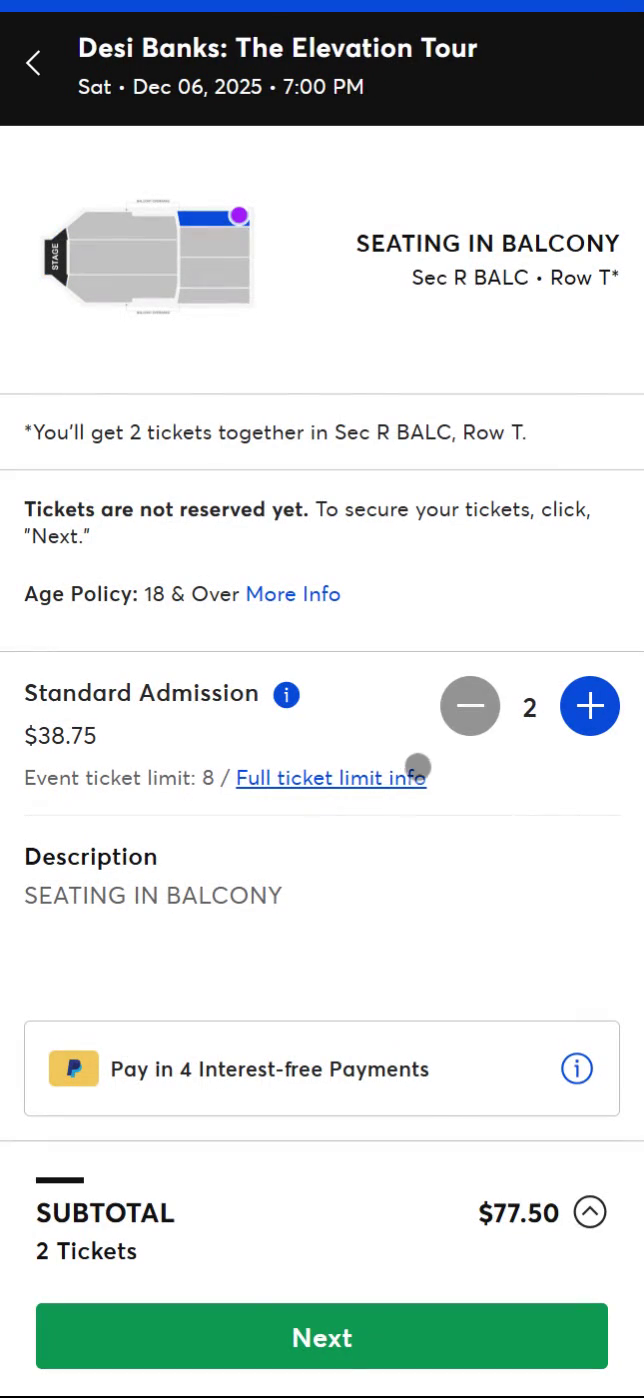 Desi Banks: The Elevation Tour
Sat • Dec 06, 2025 • 7:00 PM
STAGE
SEATING IN BALCONY
Sec R BALC • Row T*
*You'll get 2 tickets together in Sec R BALC, Row T.
Tickets are not reserved yet. To secure your tickets, click,
"Next."
Age Policy: 18 & Over More Info
Standard Admission
2
$38.75
Event ticket limit: 8 / Full ticket limit info
Description
SEATING IN BALCONY
Pay in 4 Interest-free Payments
SUBTOTAL
$77.50
2 Tickets
Next